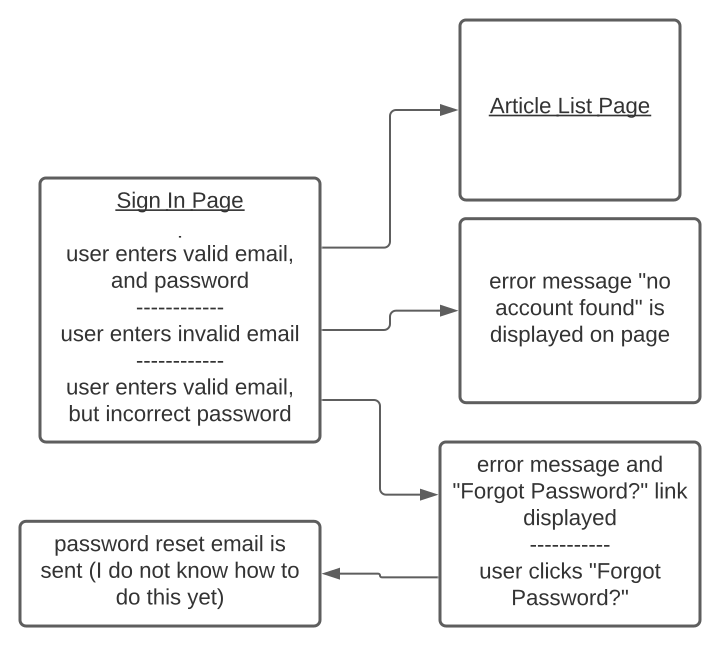 Article List Page
Sign In Page
.
user enters valid email,
and password
------------
user enters invalid email
------------
user enters valid email,
but incorrect password
error message "no
account found" is
displayed on page
error message and
"Forgot Password?" link
displayed
-----------
user clicks "Forgot
Password?"
password reset email is
sent (I do not know how to
do this yet)